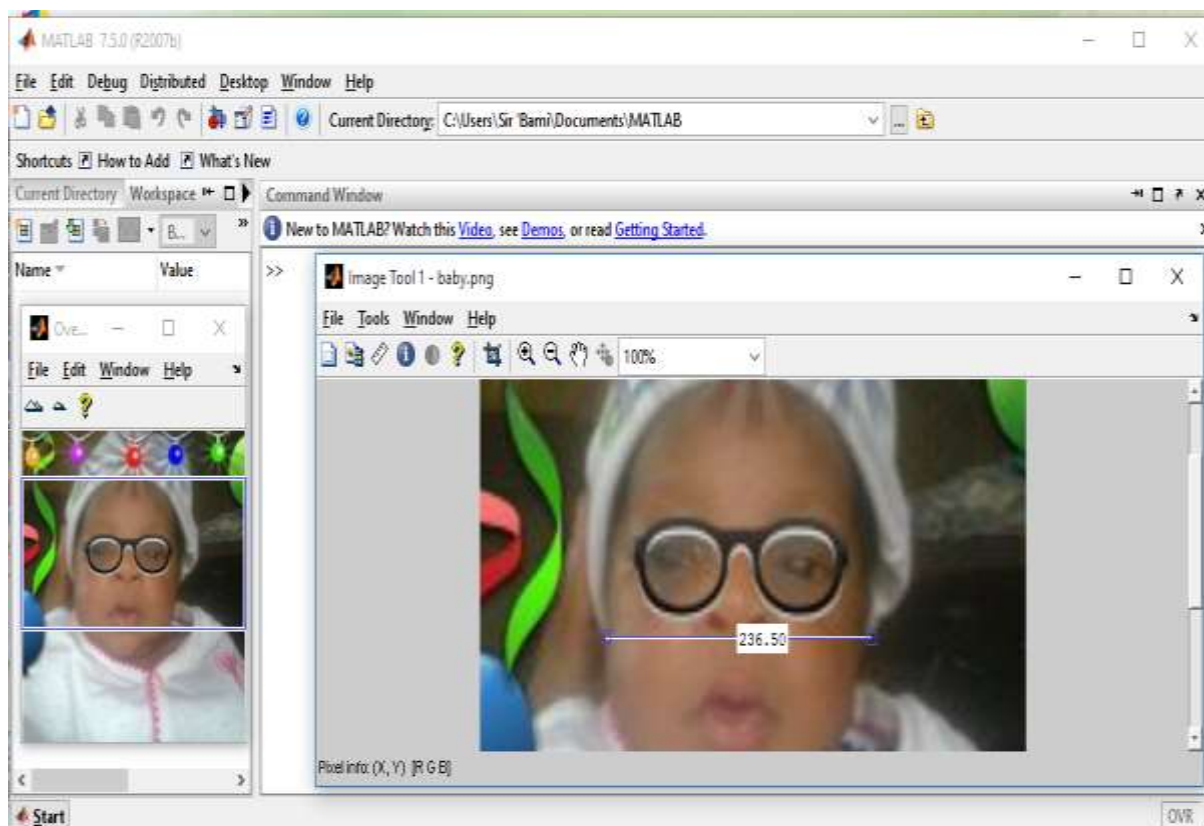 MATLAB 7.5.0 (R2007b)
File Edit Debug Distributed Desktop Window Help
Current Directory: C:\Users\Sir 'Bami\Documents\MATLAB
...
Shortcuts How to Add What's New
Current Directory Workspace
Command Window
B..
New to MATLAB? Watch this Video, see Demos, or read Getting Started.
Name Value
>>
Image Tool 1 - baby.png
File Tools Window Help
100%
Ove...
File Edit Window Help
236.50
Pixel info: (X, Y) [R G B]
Start
OVR